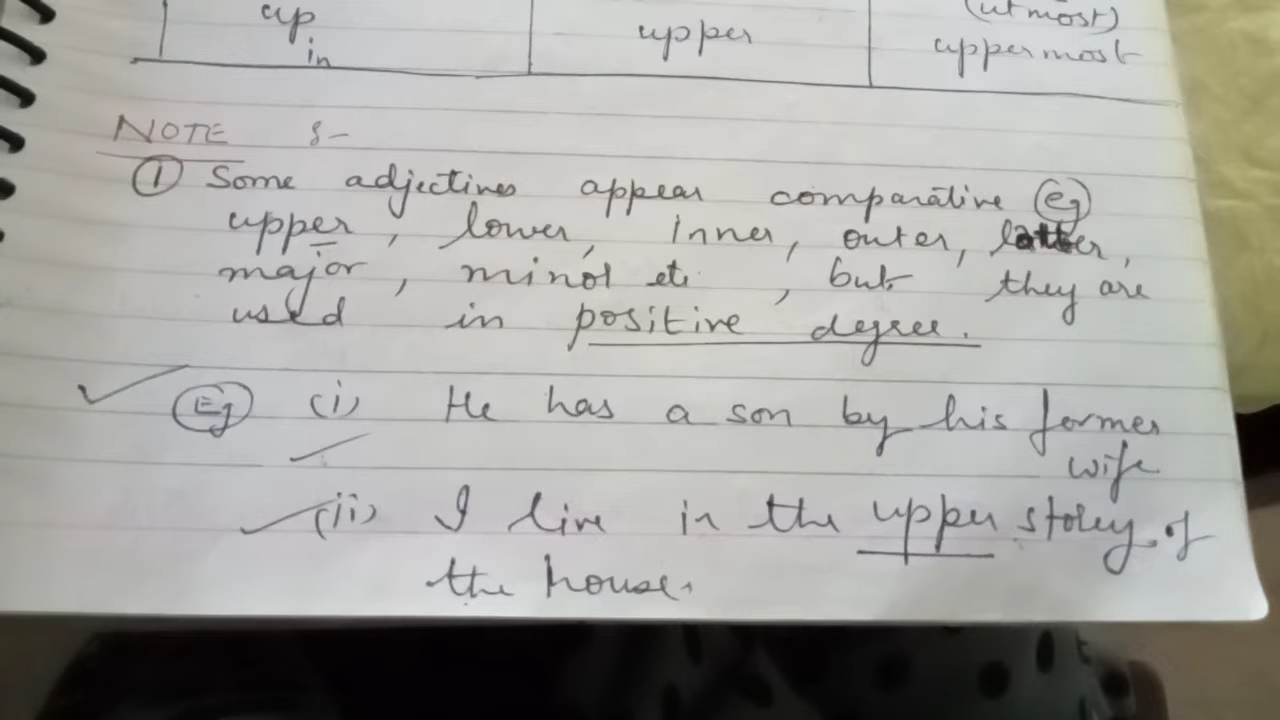 (utmost)
up upper uppermost
in
NOTE :-
① Some adjectives appear comparative (eg)
upper, lower, inner, outer, latter,
major, minor etc, but they are
used in positive degree.
(Eg) (i) He has a son by his former
wife
(ii) I live in the upper storey of
the house.